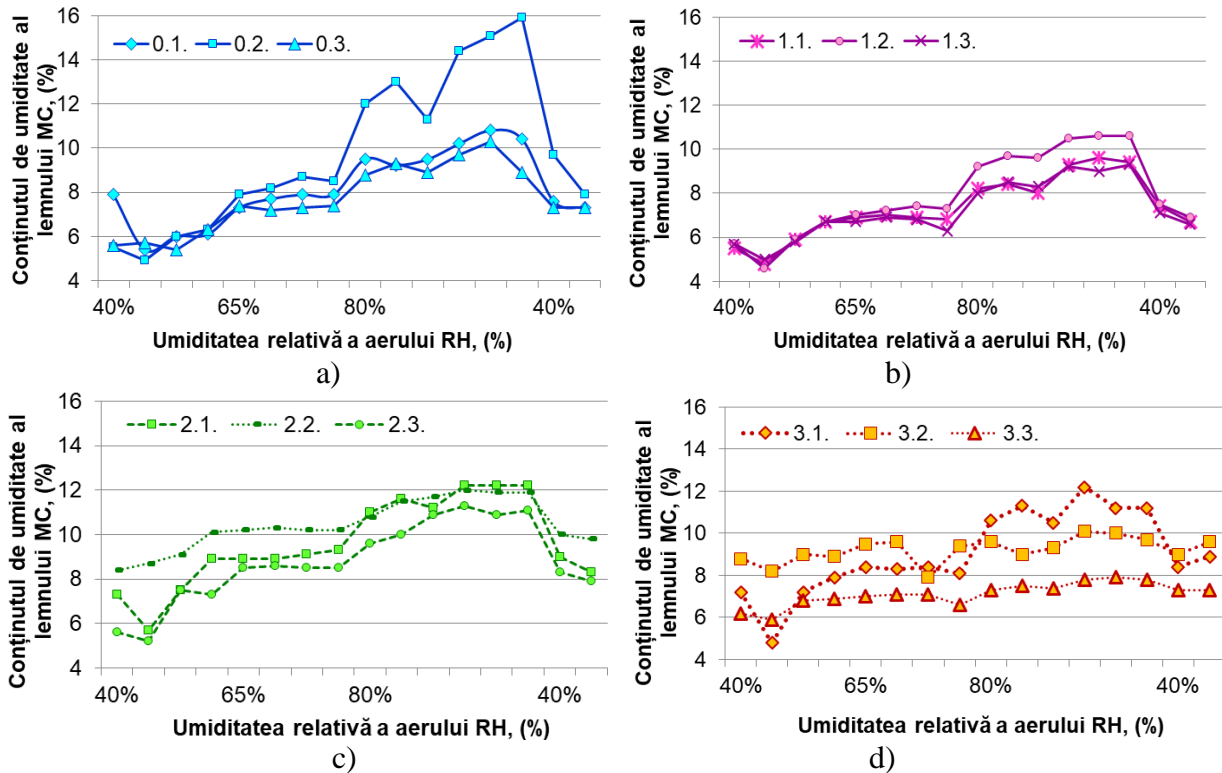 Conținutul de umiditate al
lemnului MC, (%)
16
14
12
10
8
6
4
0.1. 0.2. 0.3.
40% 65% 80% 40%
Umiditatea relativă a aerului RH, (%)
a)
Conținutul de umiditate al
lemnului MC, (%)
16
14
12
10
8
6
4
1.1. 1.2. 1.3.
40% 65% 80% 40%
Umiditatea relativă a aerului RH, (%)
b)
Conținutul de umiditate al
lemnului MC, (%)
16
14
12
10
8
6
4
2.1. 2.2. 2.3.
40% 65% 80% 40%
Umiditatea relativă a aerului RH, (%)
c)
Conținutul de umiditate al
lemnului MC, (%)
16
14
12
10
8
6
4
3.1. 3.2. 3.3.
40% 65% 80% 40%
Umiditatea relativă a aerului RH, (%)
d)